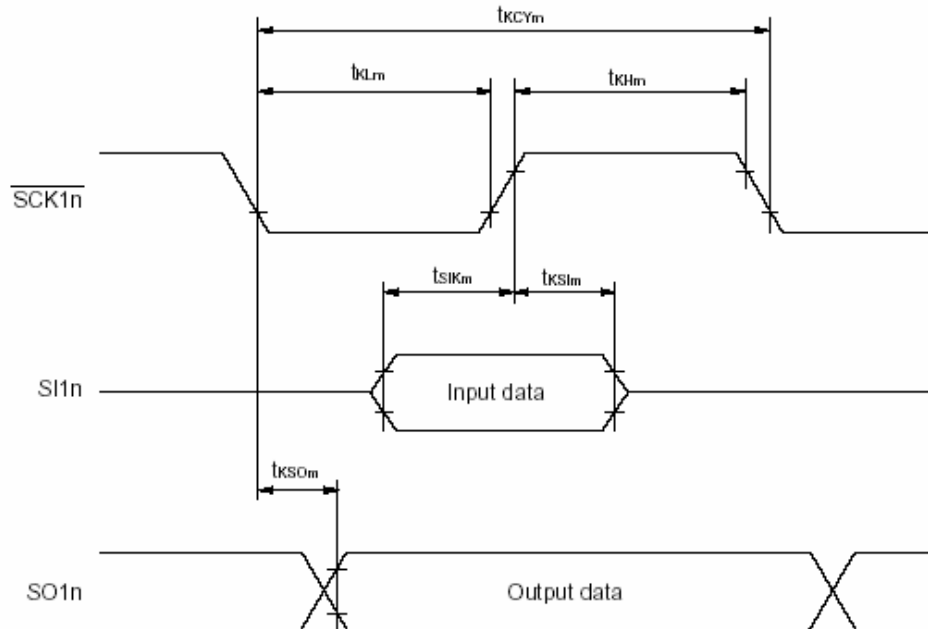 tKCYm
tKLm
tKHm
SCK1n
tSIKm
tKSIm
SI1n
Input data
tKSOm
SO1n
Output data